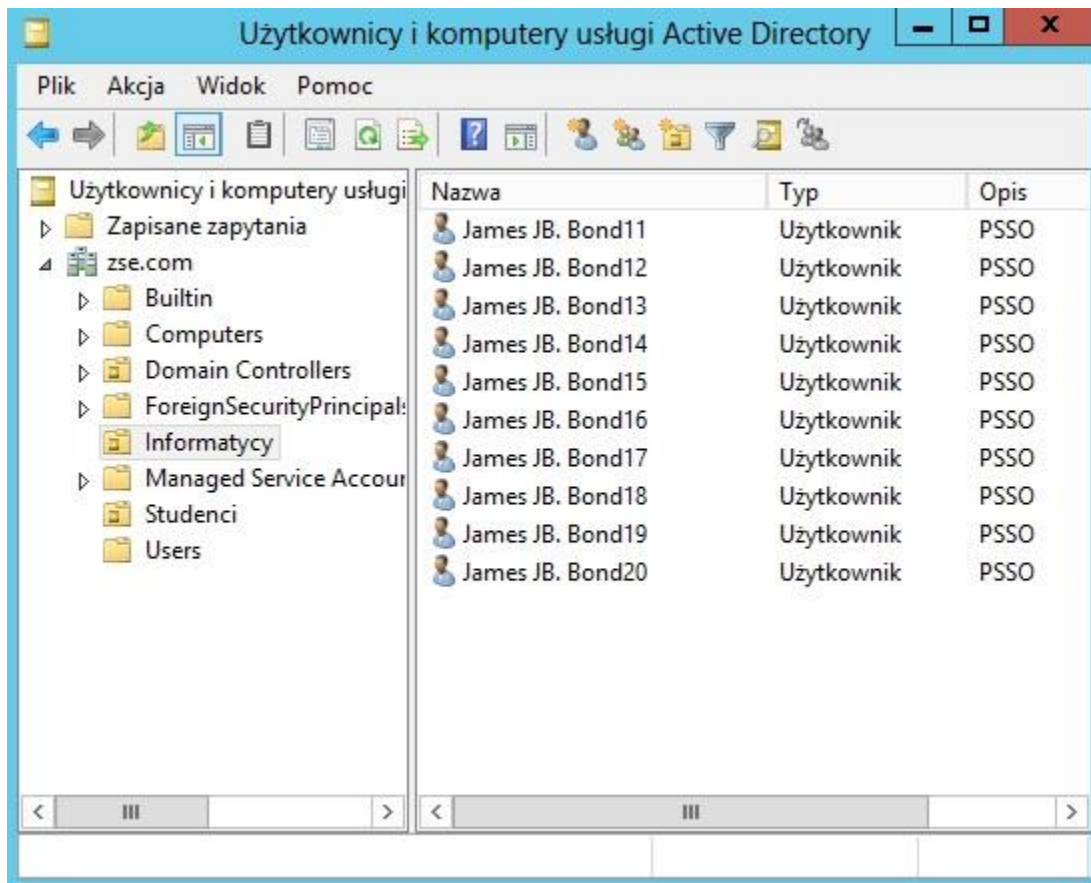 Użytkownicy i komputery usługi Active Directory
Plik Akcja Widok Pomoc
Użytkownicy i komputery usługi
Zapisane zapytania
zse.com
Builtin
Computers
Domain Controllers
ForeignSecurityPrincipals
Informatycy
Managed Service Accoun
Studenci
Users
Nazwa Typ Opis
James JB. Bond11 Użytkownik PSSO
James JB. Bond12 Użytkownik PSSO
James JB. Bond13 Użytkownik PSSO
James JB. Bond14 Użytkownik PSSO
James JB. Bond15 Użytkownik PSSO
James JB. Bond16 Użytkownik PSSO
James JB. Bond17 Użytkownik PSSO
James JB. Bond18 Użytkownik PSSO
James JB. Bond19 Użytkownik PSSO
James JB. Bond20 Użytkownik PSSO